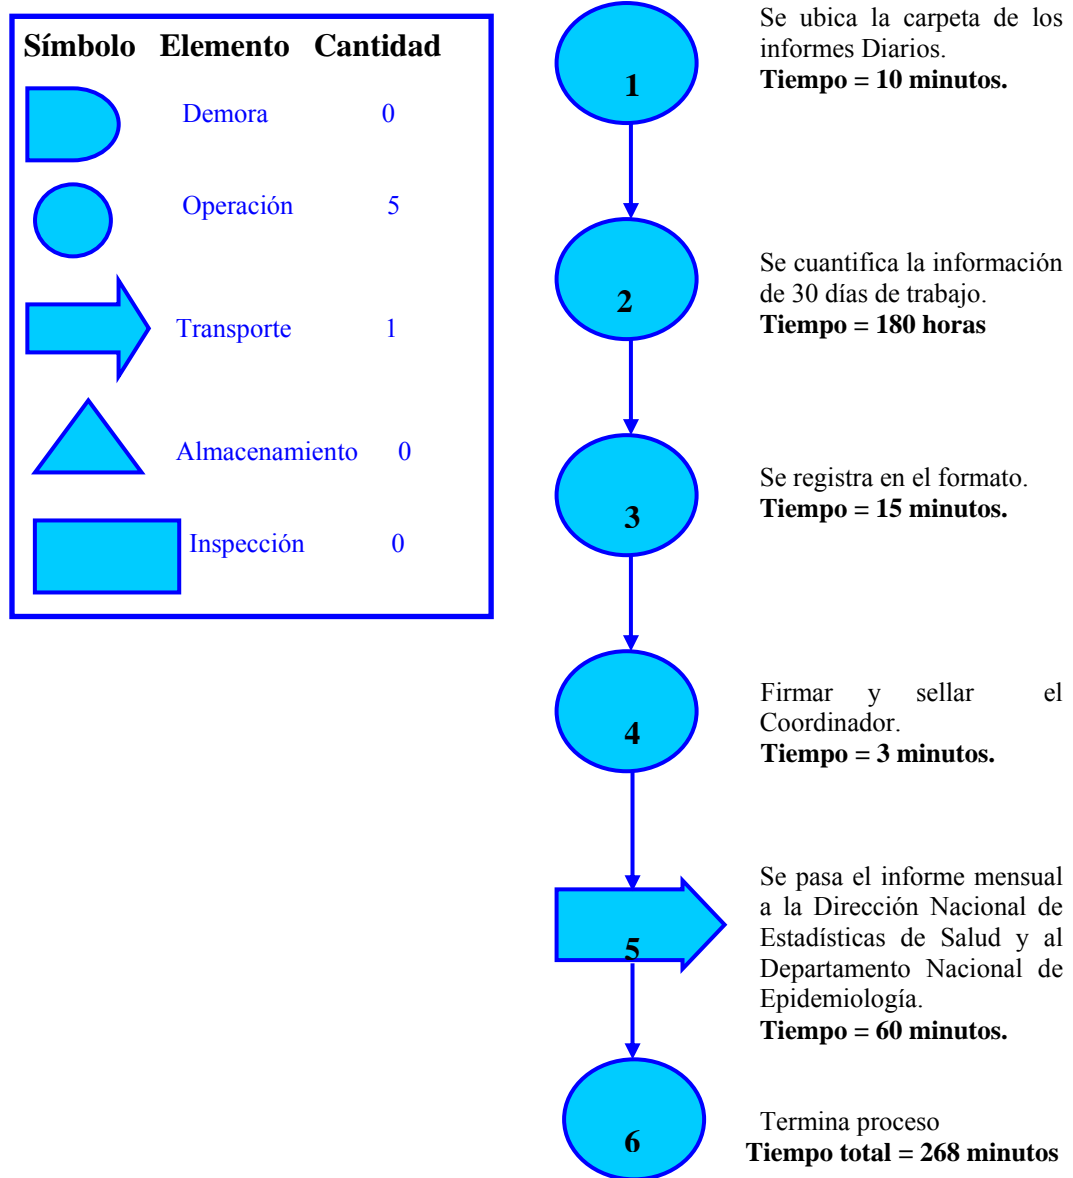 Símbolo Elemento Cantidad
Demora 0
Operación 5
Transporte 1
Almacenamiento 0
Inspección 0
1
Se ubica la carpeta de los
informes Diarios.
Tiempo = 10 minutos.
2
Se cuantifica la información
de 30 días de trabajo.
Tiempo = 180 horas
3
Se registra en el formato.
Tiempo = 15 minutos.
4
Firmar y sellar el
Coordinador.
Tiempo = 3 minutos.
5
Se pasa el informe mensual
a la Dirección Nacional de
Estadísticas de Salud y al
Departamento Nacional de
Epidemiología.
Tiempo = 60 minutos.
6
Termina proceso
Tiempo total = 268 minutos